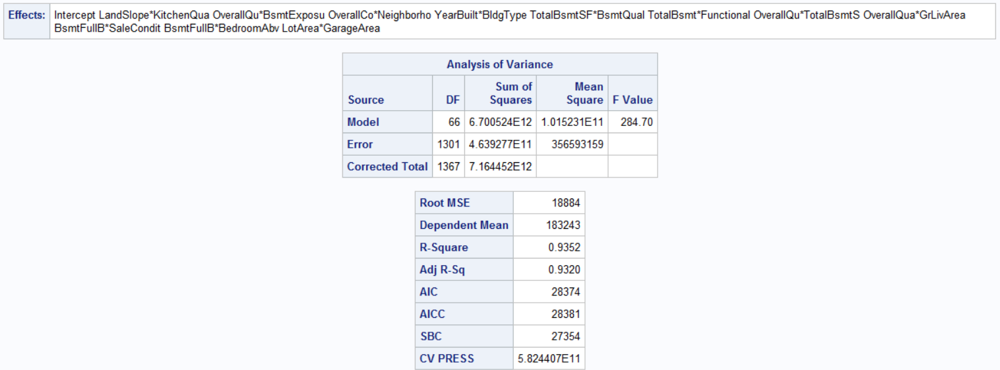 Effects: Intercept LandSlope*KitchenQua OverallQu*BsmtExposu OverallCo*Neighborho YearBuilt*BldgType TotalBsmtSF*BsmtQual TotalBsmt*Functional OverallQu*TotalBsmtS OverallQua*GrLivArea
BsmtFullB*SaleCondit BsmtFullB*BedroomAbv LotArea*GarageArea
Analysis of Variance
Source DF Sum of Squares Mean Square F Value
Model 66 6.700524E12 1.015231E11 284.70
Error 1301 4.639277E11 356593159
Corrected Total 1367 7.164452E12
Root MSE 18884
Dependent Mean 183243
R-Square 0.9352
Adj R-Sq 0.9320
AIC 28374
AICC 28381
SBC 27354
CV PRESS 5.824407E11